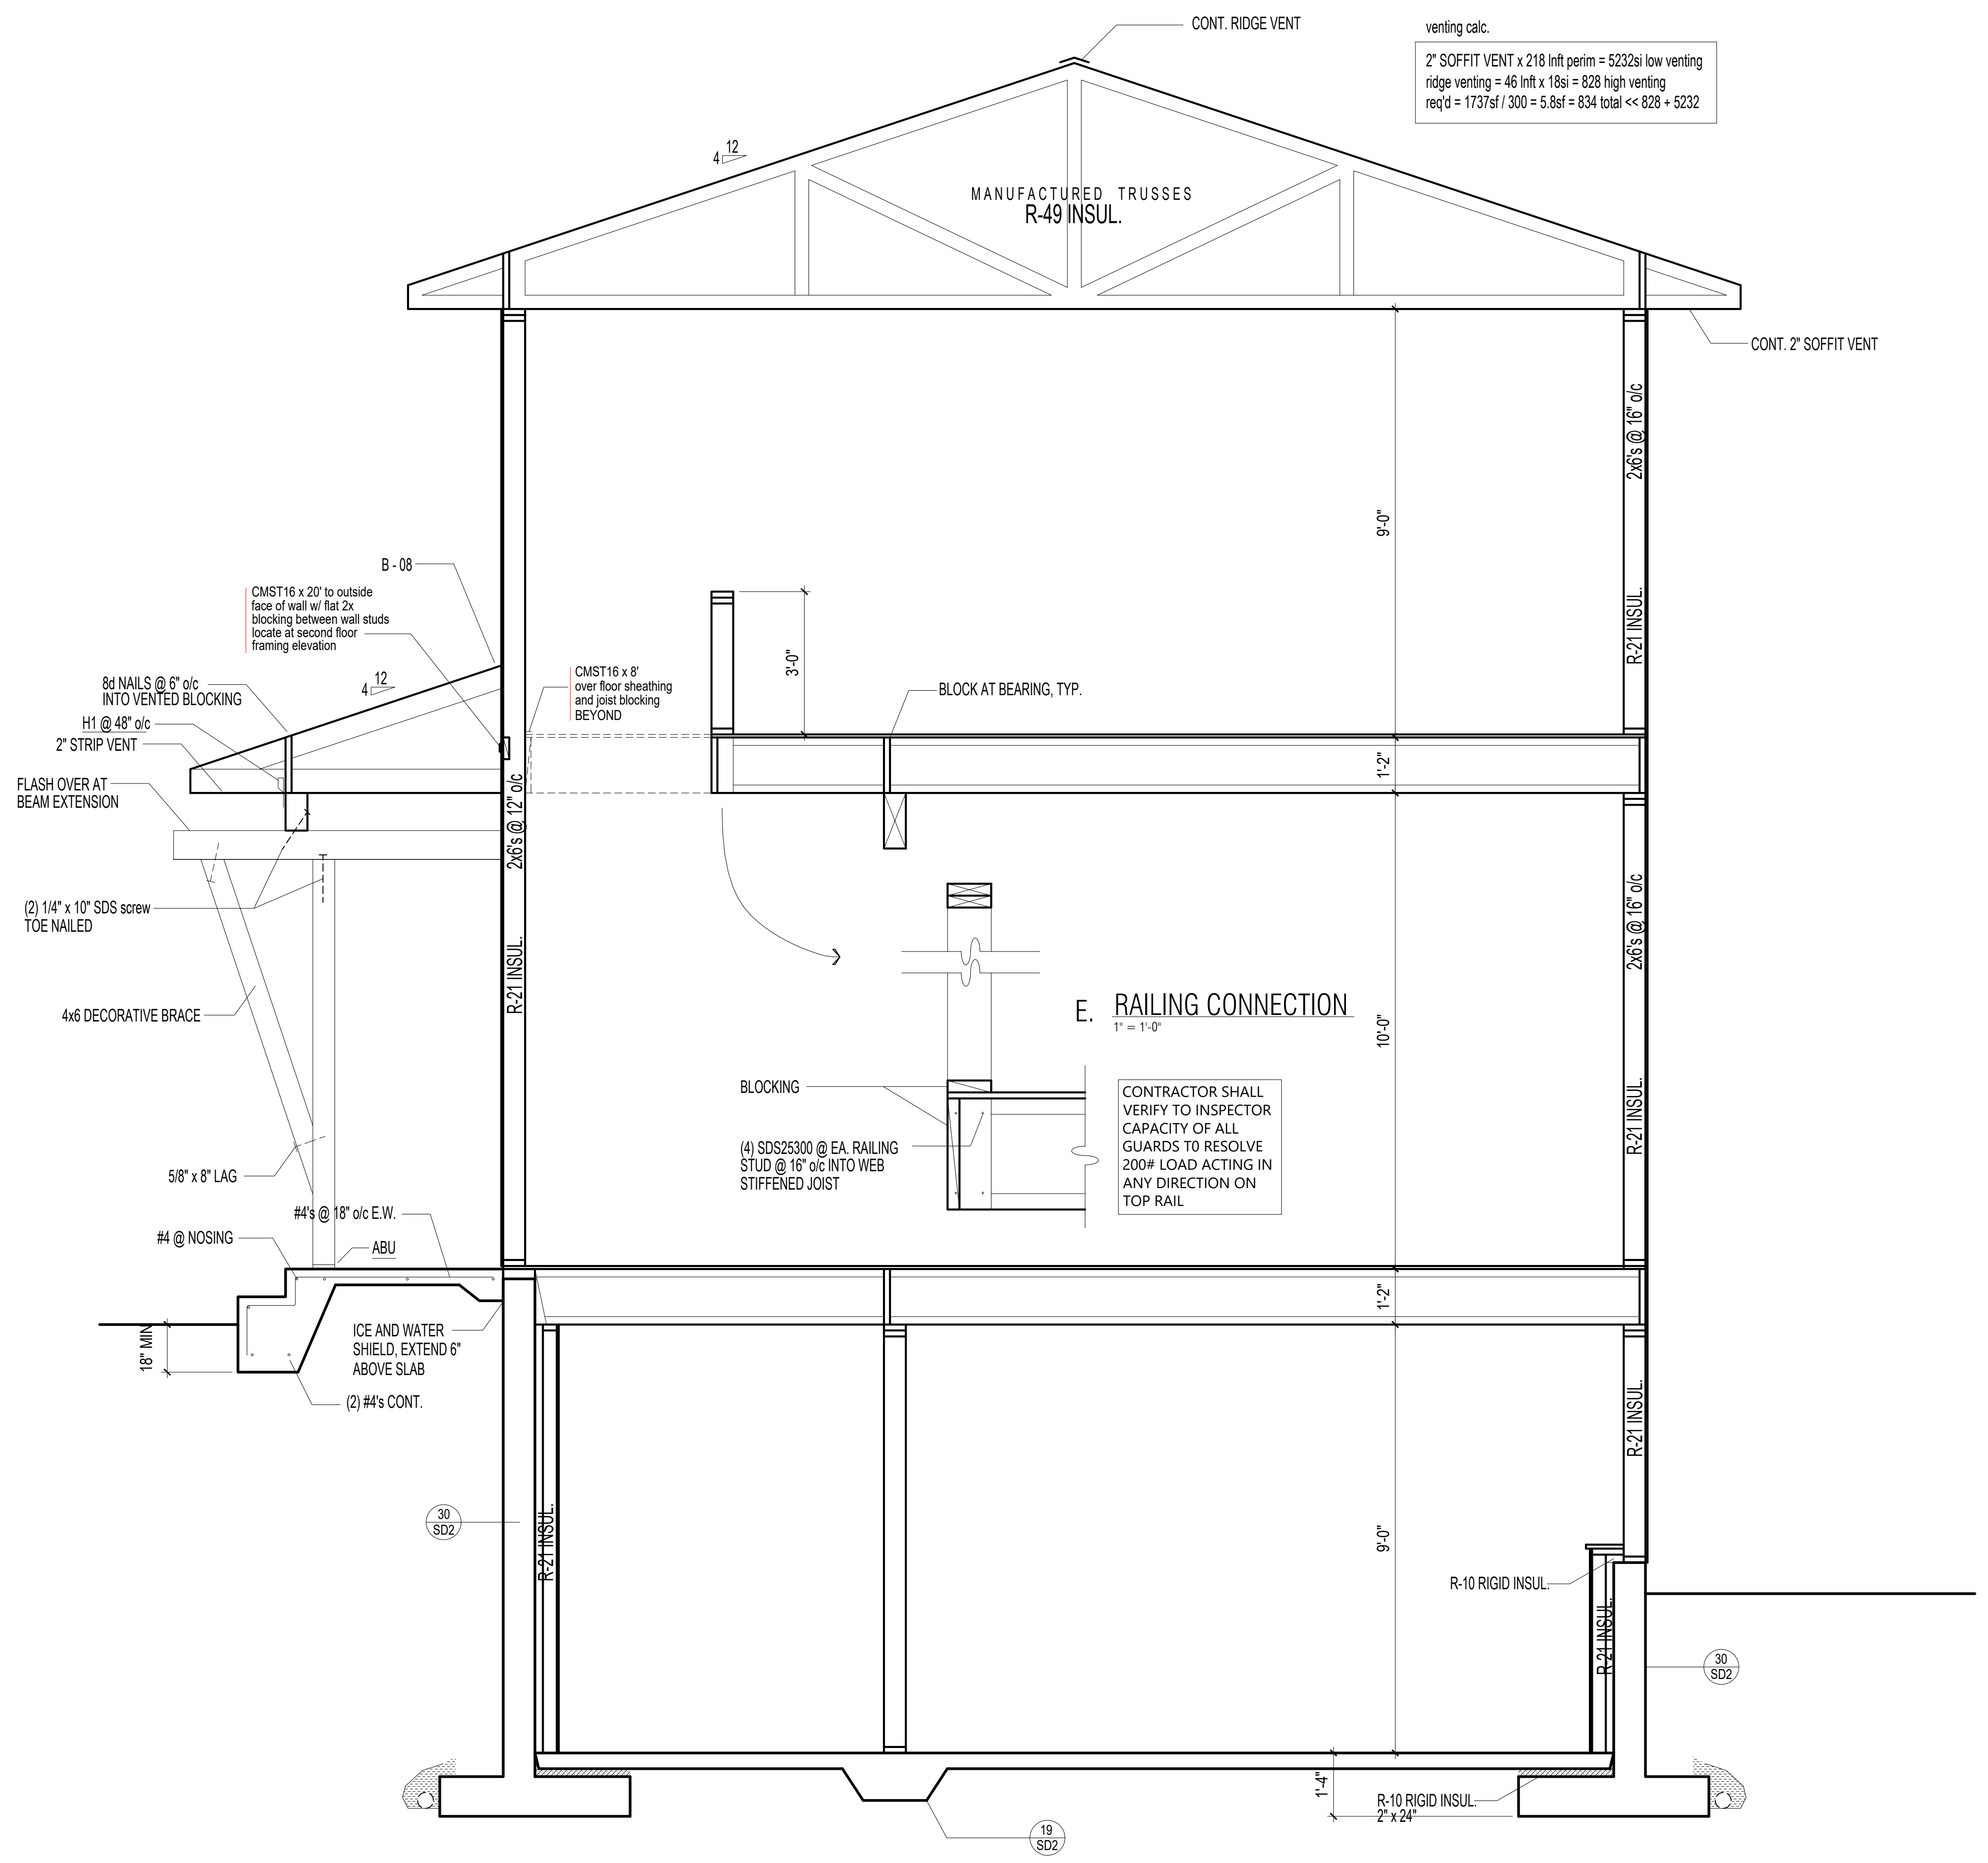 CONT. RIDGE VENT
venting calc.
2" SOFFIT VENT x 218 lnft perim = 5232si low venting
ridge venting = 46 lnft x 18si = 828 high venting
req'd = 1737sf / 300 = 5.8sf = 834 total << 828 + 5232
12
4
MANUFACTURED TRUSSES
R-49 INSUL.
CONT. 2" SOFFIT VENT
2x6's @ 16" o/c
9'-0"
R-21 INSUL.
B - 08
CMST16 x 20' to outside
face of wall w/ flat 2x
blocking between wall studs
locate at second floor
framing elevation
12
4
8d NAILS @ 6" o/c
INTO VENTED BLOCKING
H1 @ 48" o/c
2" STRIP VENT
FLASH OVER AT
BEAM EXTENSION
CMST16 x 8'
over floor sheathing
and joist blocking
BEYOND
3'-0"
BLOCK AT BEARING, TYP.
1'-2"
2x6's @ 12" o/c
R-21 INSUL.
(2) 1/4" x 10" SDS screw
TOE NAILED
4x6 DECORATIVE BRACE
5/8" x 8" LAG
2x6's @ 16" o/c
10'-0"
R-21 INSUL.
E. RAILING CONNECTION
1" = 1'-0"
BLOCKING
(4) SDS25300 @ EA. RAILING
STUD @ 16" o/c INTO WEB
STIFFENED JOIST
CONTRACTOR SHALL
VERIFY TO INSPECTOR
CAPACITY OF ALL
GUARDS T0 RESOLVE
200# LOAD ACTING IN
ANY DIRECTION ON
TOP RAIL
#4's @ 18" o/c E.W.
#4 @ NOSING
ABU
1'-2"
18" MIN
ICE AND WATER
SHIELD, EXTEND 6"
ABOVE SLAB
(2) #4's CONT.
R-21 INSUL.
30
SD2
R-21 INSUL.
9'-0"
R-10 RIGID INSUL.
R-21 INSUL.
30
SD2
1'-4"
R-10 RIGID INSUL.
2" x 24"
19
SD2